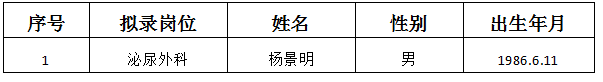 序号 拟录岗位 姓名 性别 出生年月
1 泌尿外科 杨景明 男 1986.6.11